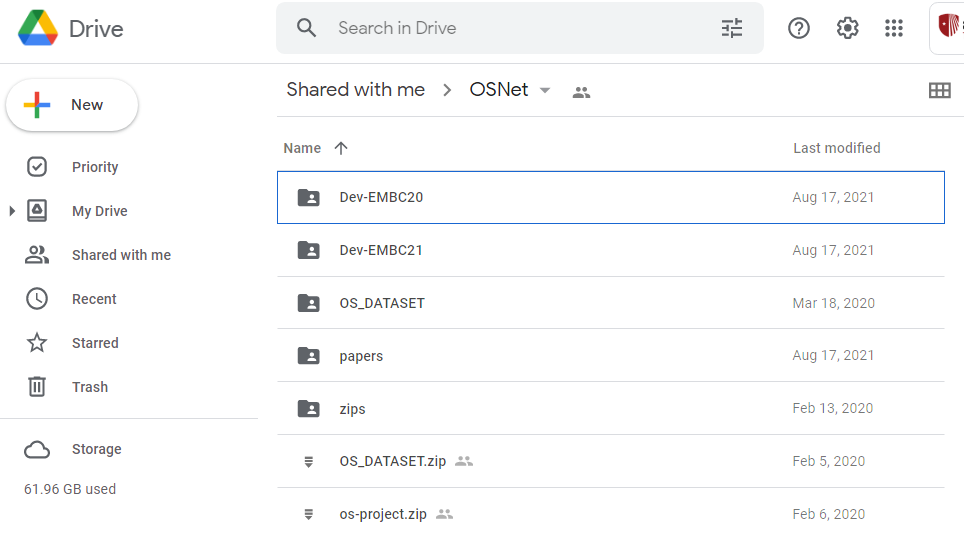 Drive
Search in Drive
New
Priority
My Drive
Shared with me
Recent
Starred
Trash
Storage
61.96 GB used
Shared with me > OSNet
Name Last modified
Dev-EMBC20 Aug 17, 2021
Dev-EMBC21 Aug 17, 2021
OS_DATASET Mar 18, 2020
papers Aug 17, 2021
zips Feb 13, 2020
OS_DATASET.zip Feb 5, 2020
os-project.zip Feb 6, 2020